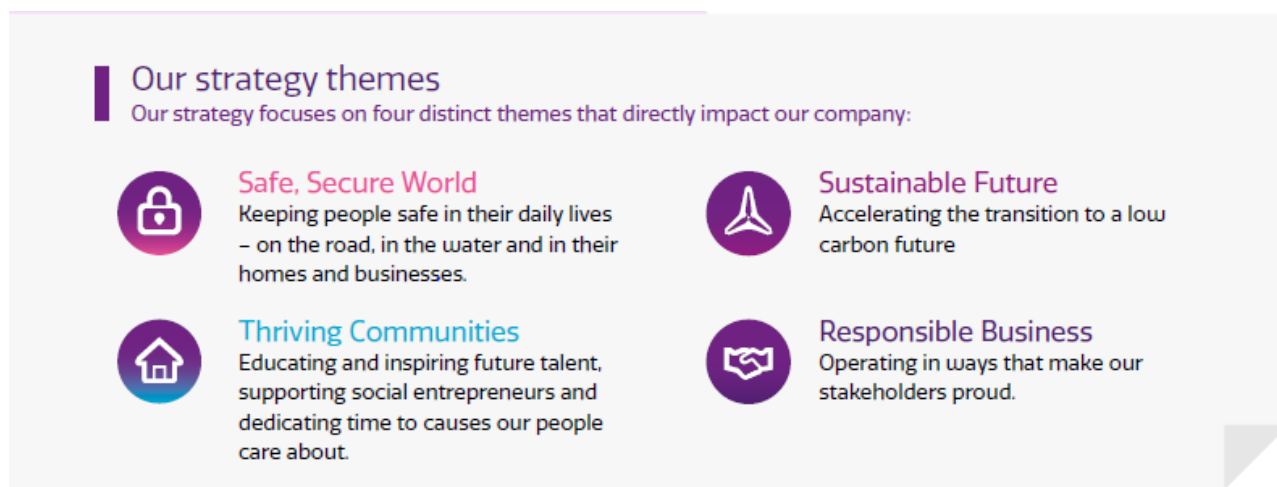 Our strategy themes
Our strategy focuses on four distinct themes that directly impact our company:
Safe, Secure World
Keeping people safe in their daily lives
– on the road, in the water and in their
homes and businesses.
Thriving Communities
Educating and inspiring future talent,
supporting social entrepreneurs and
dedicating time to causes our people
care about.
Sustainable Future
Accelerating the transition to a low
carbon future
Responsible Business
Operating in ways that make our
stakeholders proud.